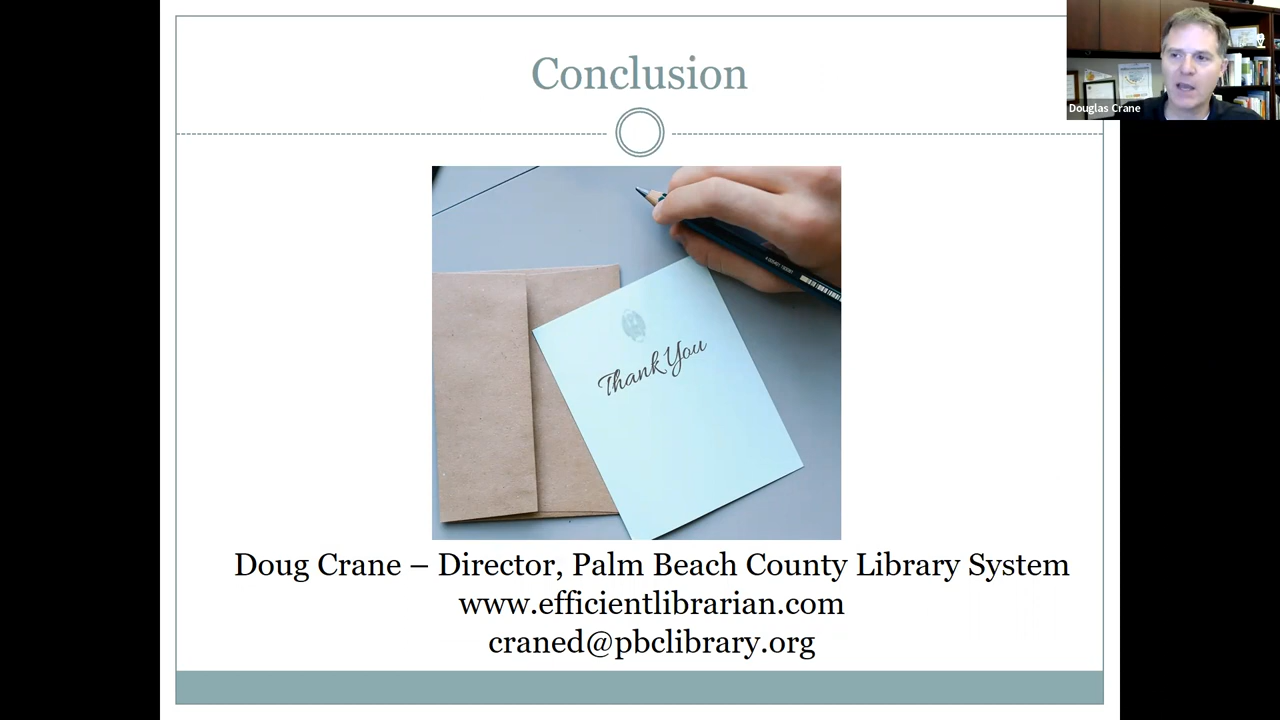 Conclusion
Douglas Crane
Thank You
Doug Crane – Director, Palm Beach County Library System
www.efficientlibrarian.com
craned@pbclibrary.org